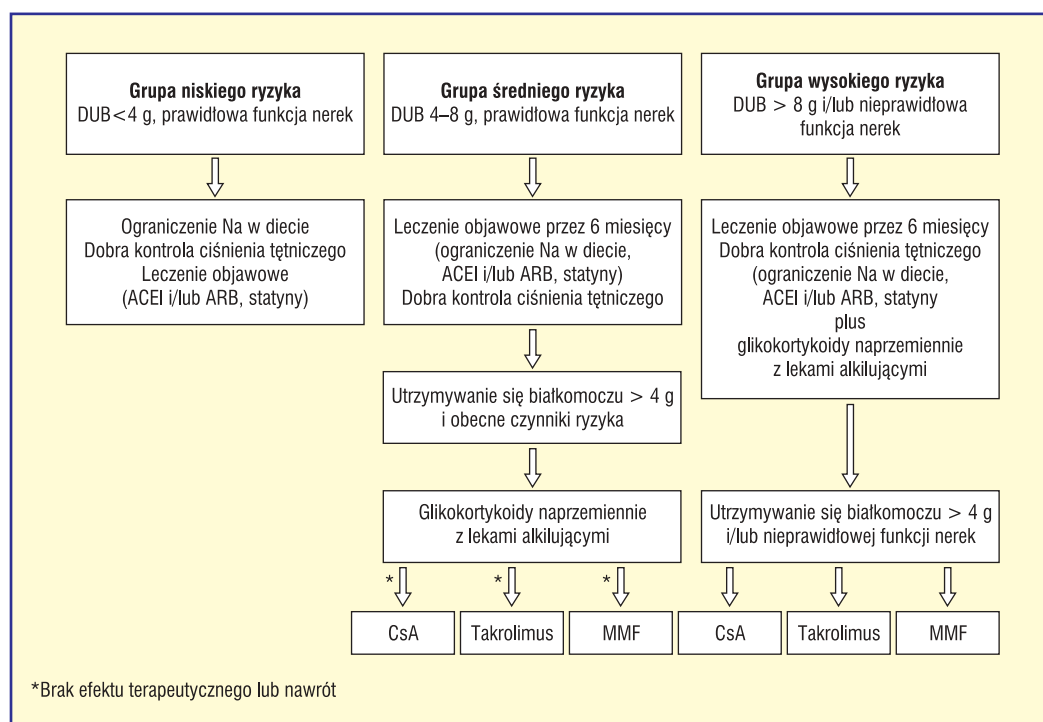 Grupa niskiego ryzyka
DUB<4 g, prawidłowa funkcja nerek
Grupa średniego ryzyka
DUB 4–8 g, prawidłowa funkcja nerek
Grupa wysokiego ryzyka
DUB > 8 g i/lub nieprawidłowa
funkcja nerek
Ograniczenie Na w diecie
Dobra kontrola ciśnienia tętniczego
Leczenie objawowe
(ACEI i/lub ARB, statyny)
Leczenie objawowe przez 6 miesięcy
(ograniczenie Na w diecie,
ACEI i/lub ARB, statyny)
Dobra kontrola ciśnienia tętniczego
Leczenie objawowe przez 6 miesięcy
Dobra kontrola ciśnienia tętniczego
(ograniczenie Na w diecie,
ACEI i/lub ARB, statyny
plus
glikokortykoidy naprzemiennie
z lekami alkilującymi
Utrzymywanie się białkomoczu > 4 g
i obecne czynniki ryzyka
Glikokortykoidy naprzemiennie
z lekami alkilującymi
Utrzymywanie się białkomoczu > 4 g
i/lub nieprawidłowej funkcji nerek
* * *
CsA Takrolimus MMF CsA Takrolimus MMF
*Brak efektu terapeutycznego lub nawrót